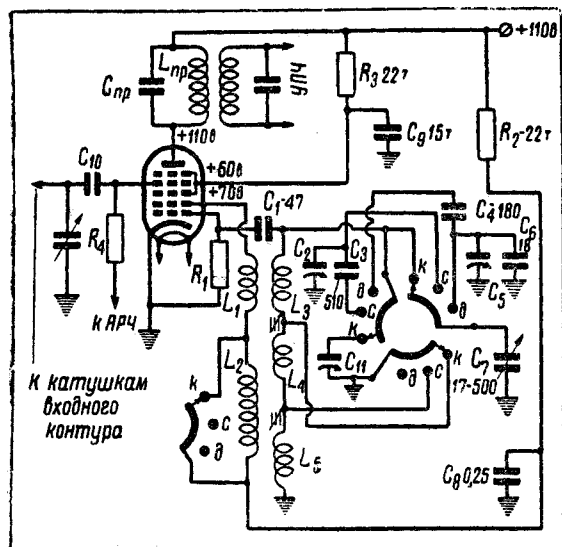 +110в
Cпр
Lпр
УПЧ
R3 22т
R2-22т
C9 15т
+110в
+60в
+70в
C10
C1-47
R4
R1
К АРЧ
C2
C3
510
C4 180
C6
18
C5
д
с
к
к
с
д
L1
L3
L2
L4
L5
к
с
д
C11
д
с
к
C7
17-500
C8 0,25
К катушкам
входного
контура